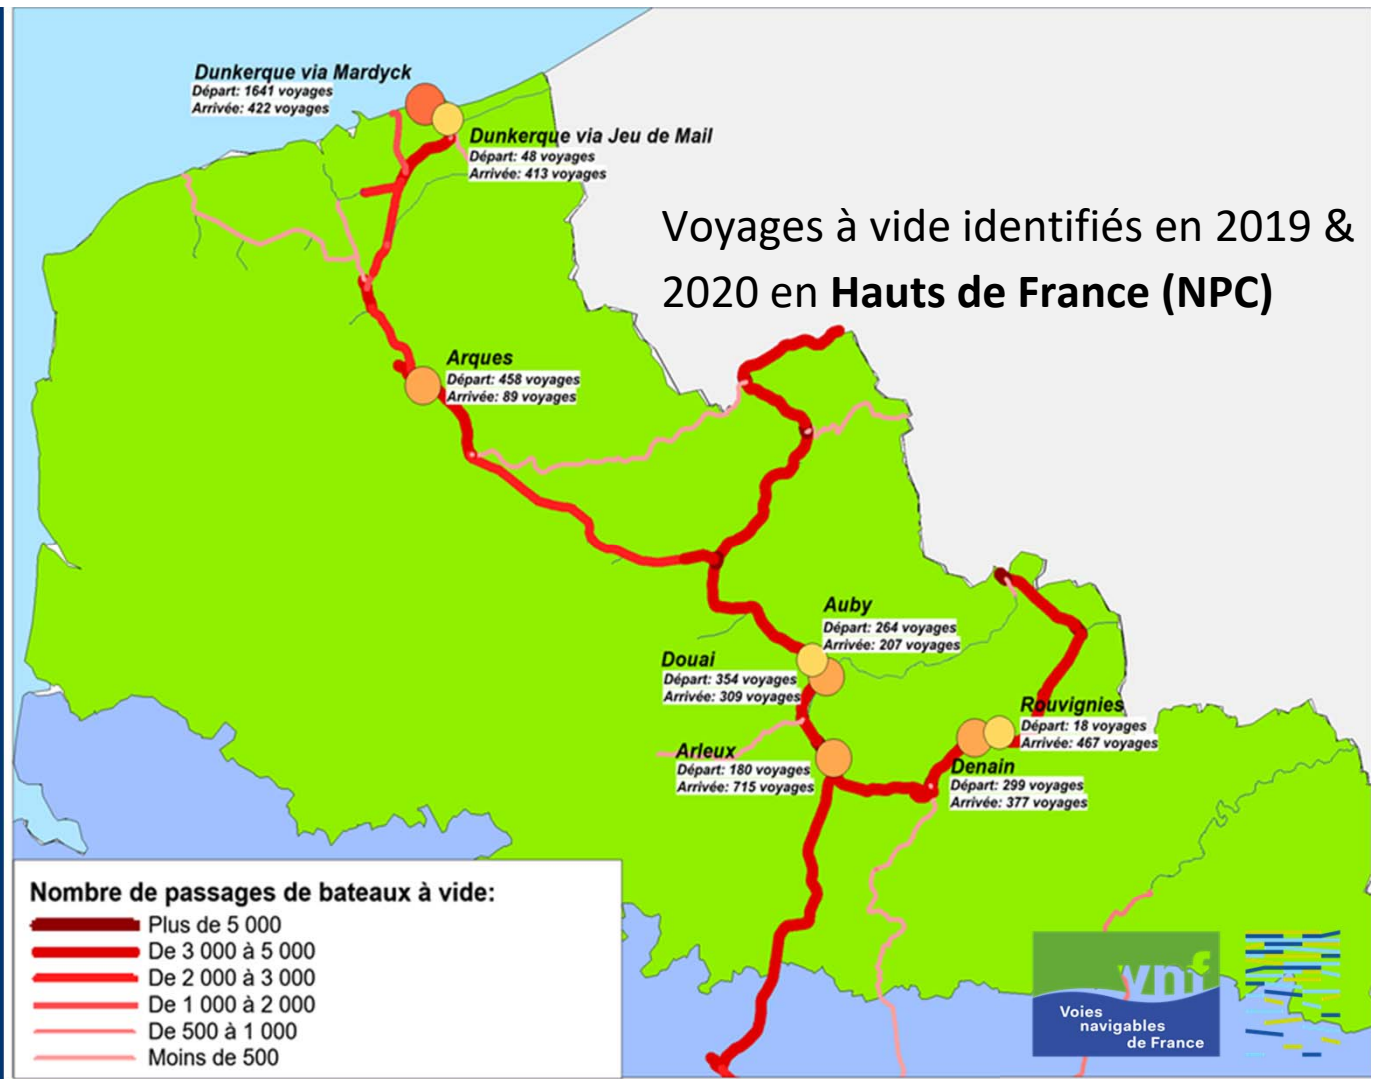 Dunkerque via Mardyck
Départ: 1641 voyages
Arrivée: 422 voyages
Dunkerque via Jeu de Mail
Départ: 48 voyages
Arrivée: 413 voyages
Voyages à vide identifiés en 2019 &
2020 en Hauts de France (NPC)
Arques
Départ: 458 voyages
Arrivée: 89 voyages
Auby
Départ: 264 voyages
Arrivée: 207 voyages
Douai
Départ: 354 voyages
Arrivée: 309 voyages
Rouvignies
Départ: 18 voyages
Arrivée: 467 voyages
Arleux
Départ: 180 voyages
Arrivée: 715 voyages
Denain
Départ: 299 voyages
Arrivée: 377 voyages
Nombre de passages de bateaux à vide:
Plus de 5 000
De 3 000 à 5 000
De 2 000 à 3 000
De 1 000 à 2 000
De 500 à 1 000
Moins de 500
vnf
Voies
navigables
de France